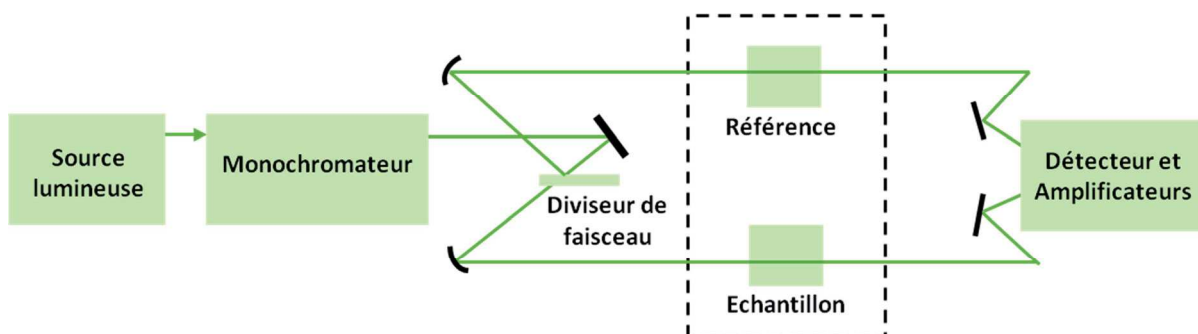 Source
lumineuse
Monochromateur
Diviseur de
faisceau
Référence
Echantillon
Détecteur et
Amplificateurs